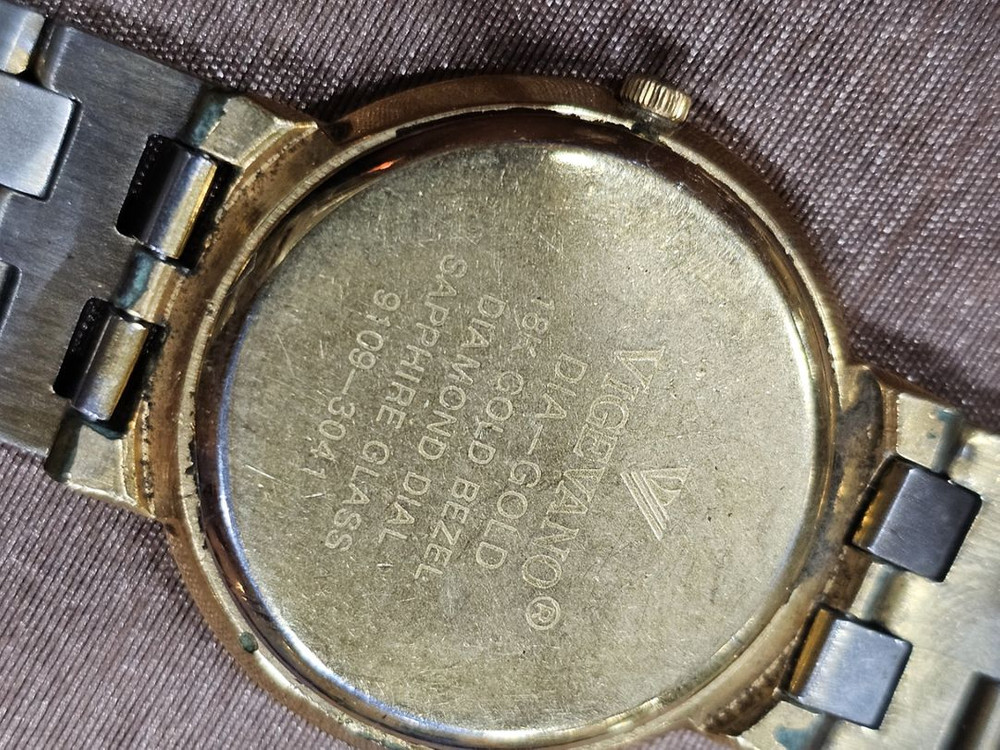 VIGEVANO®
DIA-GOLD
18K GOLD BEZEL
DIAMOND DIAL
SAPPHIRE GLASS
9109-3041